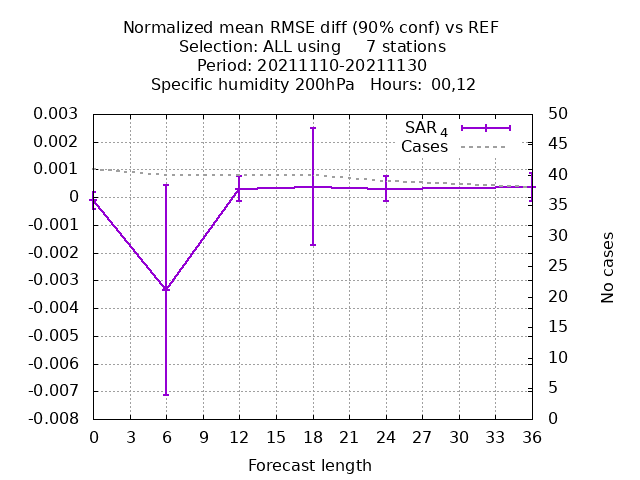 Normalized mean RMSE diff (90% conf) vs REF
Selection: ALL using 7 stations
Period: 20211110-20211130
Specific humidity 200hPa Hours: 00,12
SAR 4
Cases
0.003
0.002
0.001
0
-0.001
-0.002
-0.003
-0.004
-0.005
-0.006
-0.007
-0.008
50
45
40
35
30
25
20
15
10
5
0
No cases
0 3 6 9 12 15 18 21 24 27 30 33 36
Forecast length